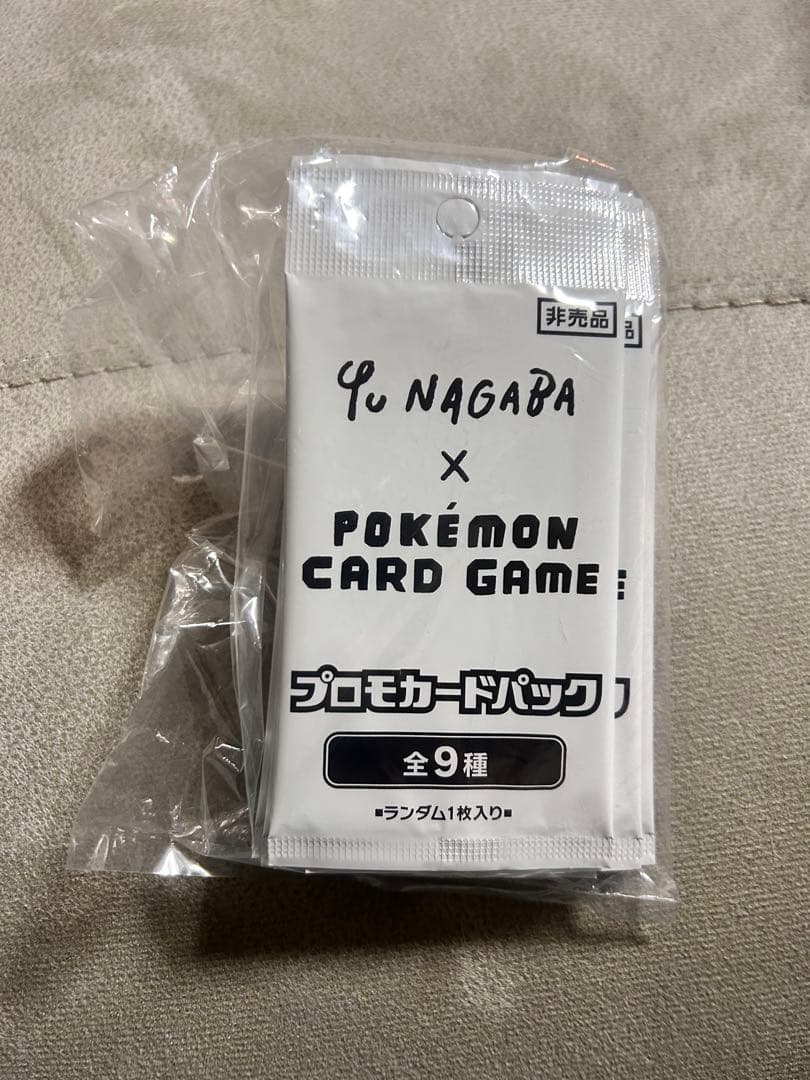 非売品
品
Yu NAGABA
×
POKÉMON
CARD GAME
プロモカードパック
全9種
■ランダム1枚入り■